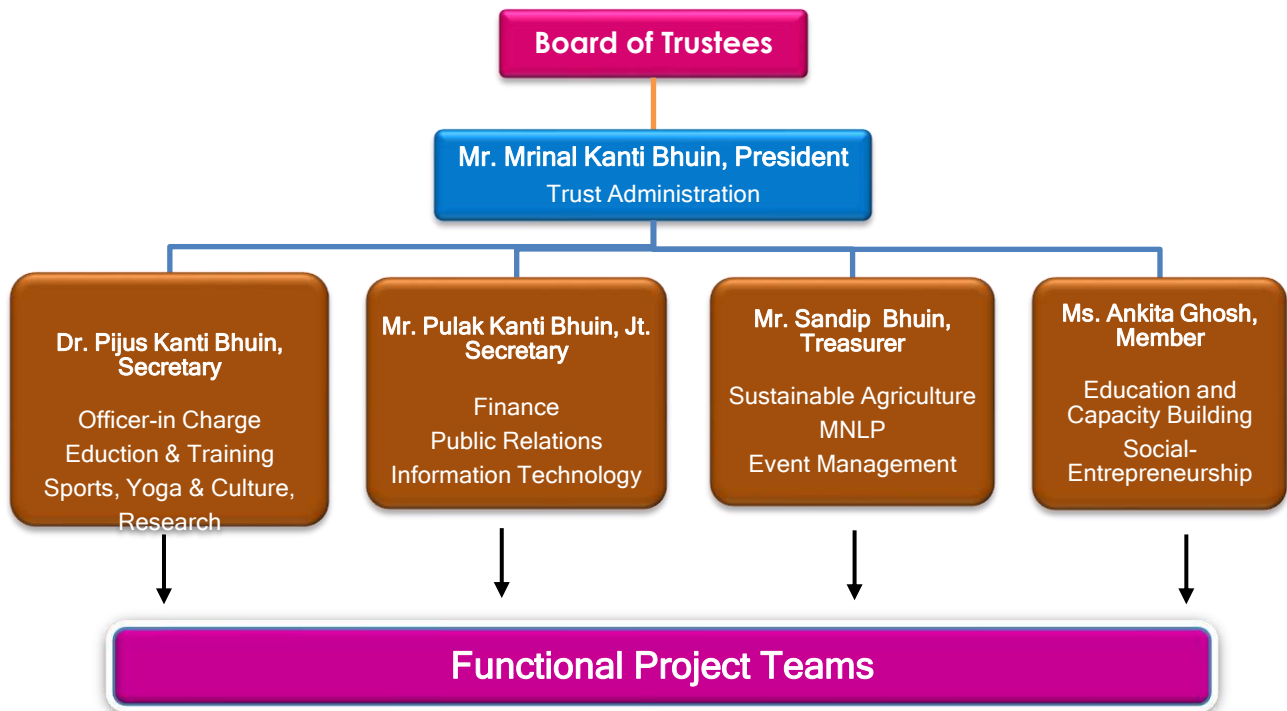 Board of Trustees
Mr. Mrinal Kanti Bhuin, President
Trust Administration
Dr. Pijus Kanti Bhuin,
Secretary
Officer-in Charge
Eduction & Training
Sports, Yoga & Culture,
Research
Mr. Pulak Kanti Bhuin, Jt.
Secretary
Finance
Public Relations
Information Technology
Mr. Sandip Bhuin,
Treasurer
Sustainable Agriculture
MNLP
Event Management
Ms. Ankita Ghosh,
Member
Education and
Capacity Building
Social-
Entrepreneurship
Functional Project Teams